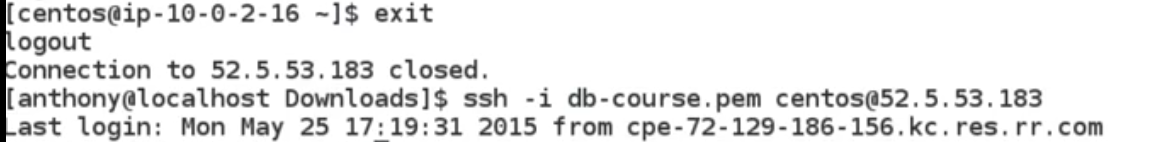 [centos@ip-10-0-2-16 ~]$ exit
logout
Connection to 52.5.53.183 closed.
[anthony@localhost Downloads]$ ssh -i db-course.pem centos@52.5.53.183
Last login: Mon May 25 17:19:31 2015 from cpe-72-129-186-156.kc.res.rr.com